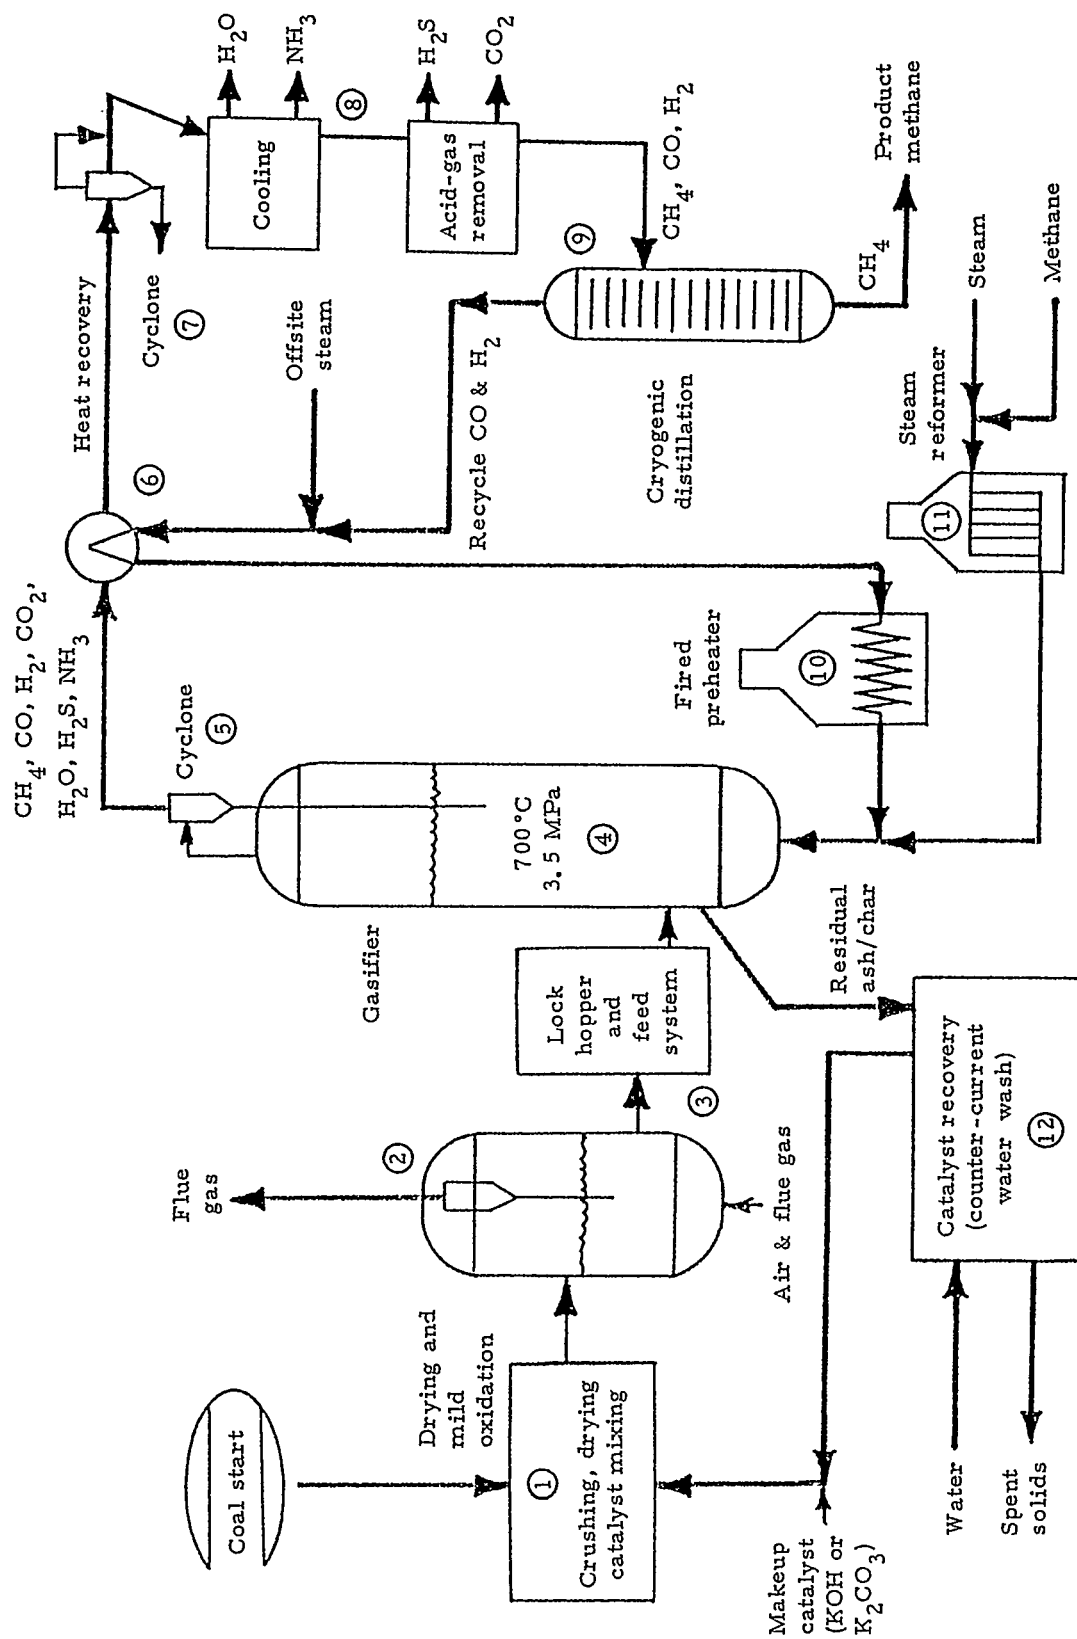 Coal start
Crushing, drying
catalyst mixing
1
Makeup
catalyst
(KOH or
K2CO3)
Drying and
mild
oxidation
Flue
gas
2
Air & flue gas
3
Lock
hopper
and
feed
system
Gasifier
700°C
3.5 MPa
4
Cyclone
5
CH4, CO, H2, CO2,
H2O, H2S, NH3
6
Heat recovery
Cyclone
7
Cooling
H2O
NH3
8
Acid-gas
removal
H2S
CO2
CH4, CO, H2
9
Cryogenic
distillation
CH4
Product
methane
Recycle CO & H2
Offsite
steam
Fired
preheater
10
Steam
reformer
11
Steam
Methane
Residual
ash/char
Catalyst recovery
(counter-current
water wash)
12
Water
Spent
solids